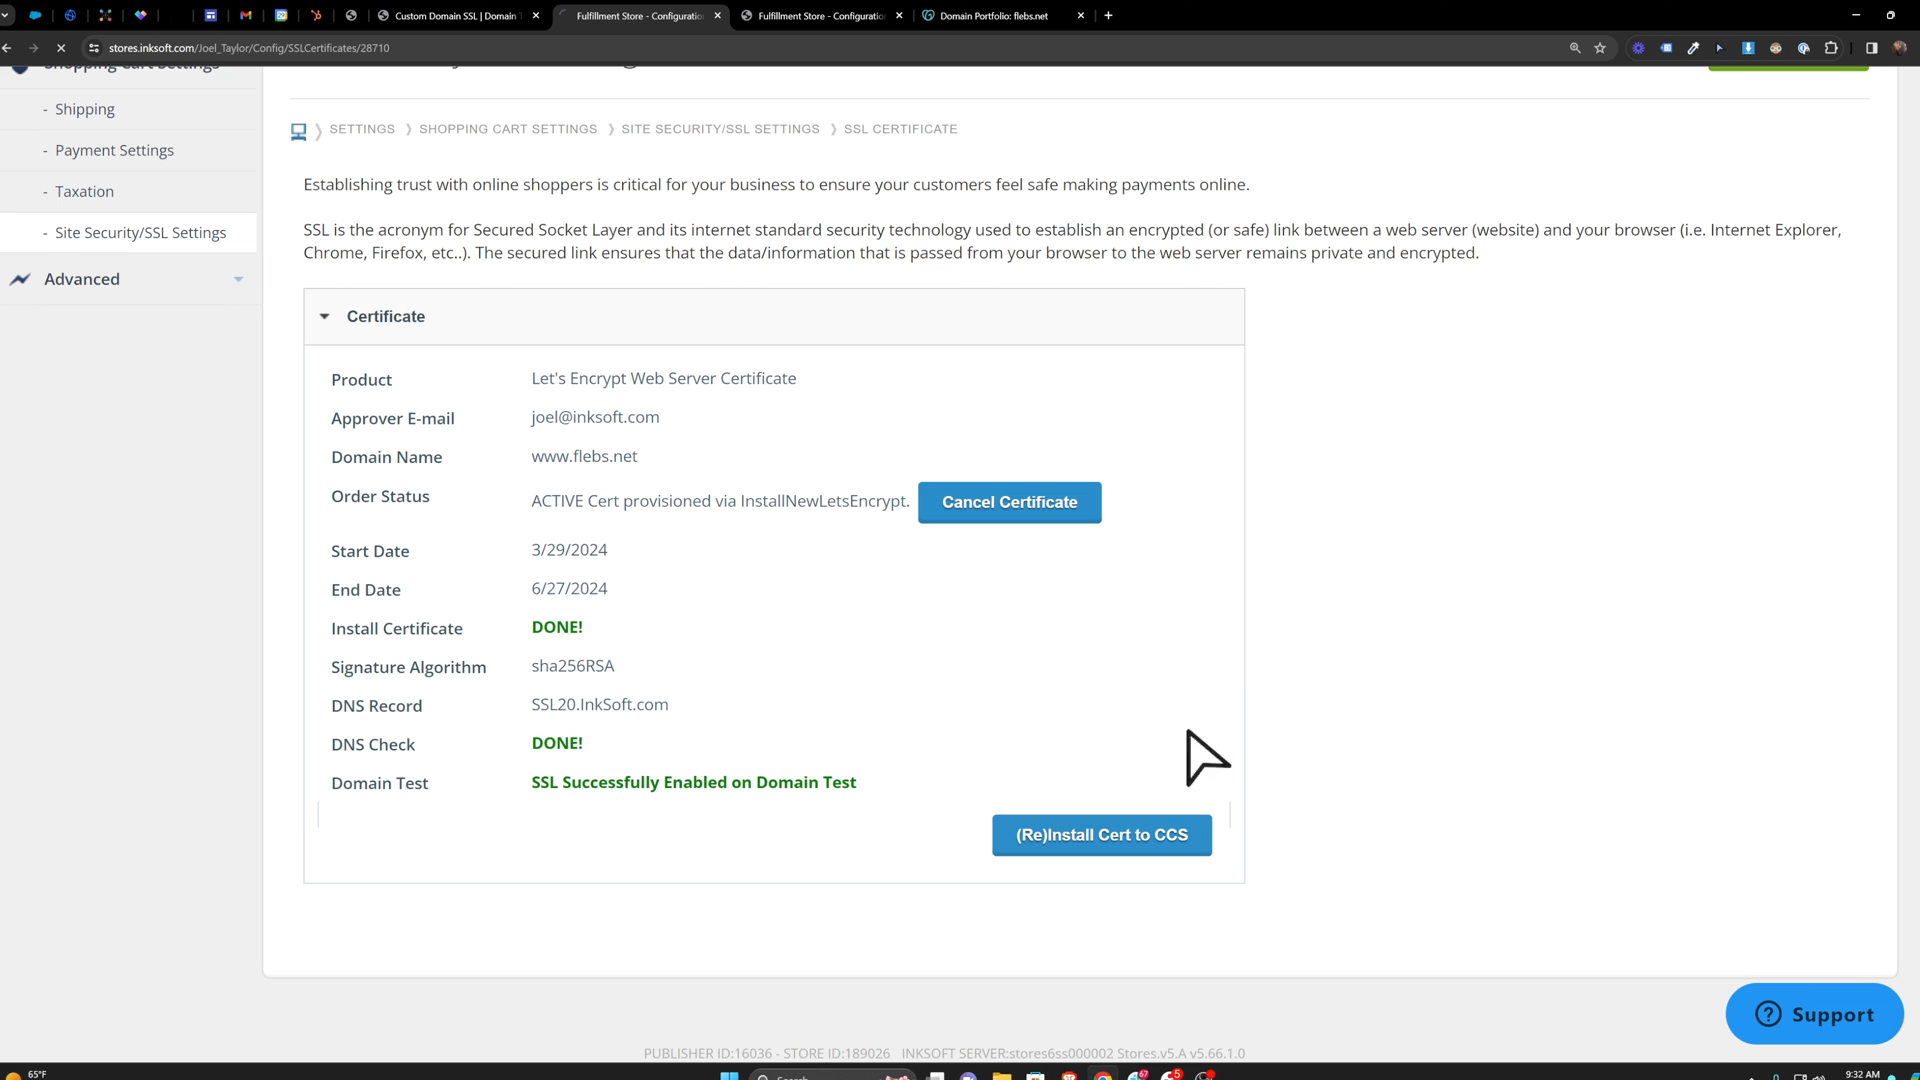 Custom Domain SSL | Domain
Fulfillment Store - Configuratio
Fulfillment Store - Configuratio
Domain Portfolio: flebs.net
stores.inksoft.com/Joel_Taylor/Config/SSLCertificates/28710
Shopping Cart Settings
- Shipping
- Payment Settings
- Taxation
- Site Security/SSL Settings
Advanced
SETTINGS
SHOPPING CART SETTINGS
SITE SECURITY/SSL SETTINGS
SSL CERTIFICATE
Establishing trust with online shoppers is critical for your business to ensure your customers feel safe making payments online.
SSL is the acronym for Secured Socket Layer and its internet standard security technology used to establish an encrypted (or safe) link between a web server (website) and your browser (i.e. Internet Explorer,
Chrome, Firefox, etc..). The secured link ensures that the data/information that is passed from your browser to the web server remains private and encrypted.
Certificate
Product Let's Encrypt Web Server Certificate
Approver E-mail joel@inksoft.com
Domain Name www.flebs.net
Order Status ACTIVE Cert provisioned via InstallNewLetsEncrypt. Cancel Certificate
Start Date 3/29/2024
End Date 6/27/2024
Install Certificate DONE!
Signature Algorithm sha256RSA
DNS Record SSL20.InkSoft.com
DNS Check DONE!
Domain Test SSL Successfully Enabled on Domain Test
(Re)Install Cert to CCS
Support
PUBLISHER ID:16036 - STORE ID:189026 INKSOFT SERVER:stores6ss000002 Stores.v5.A v5.66.1.0
65°F
Search
67
5
9:32 AM